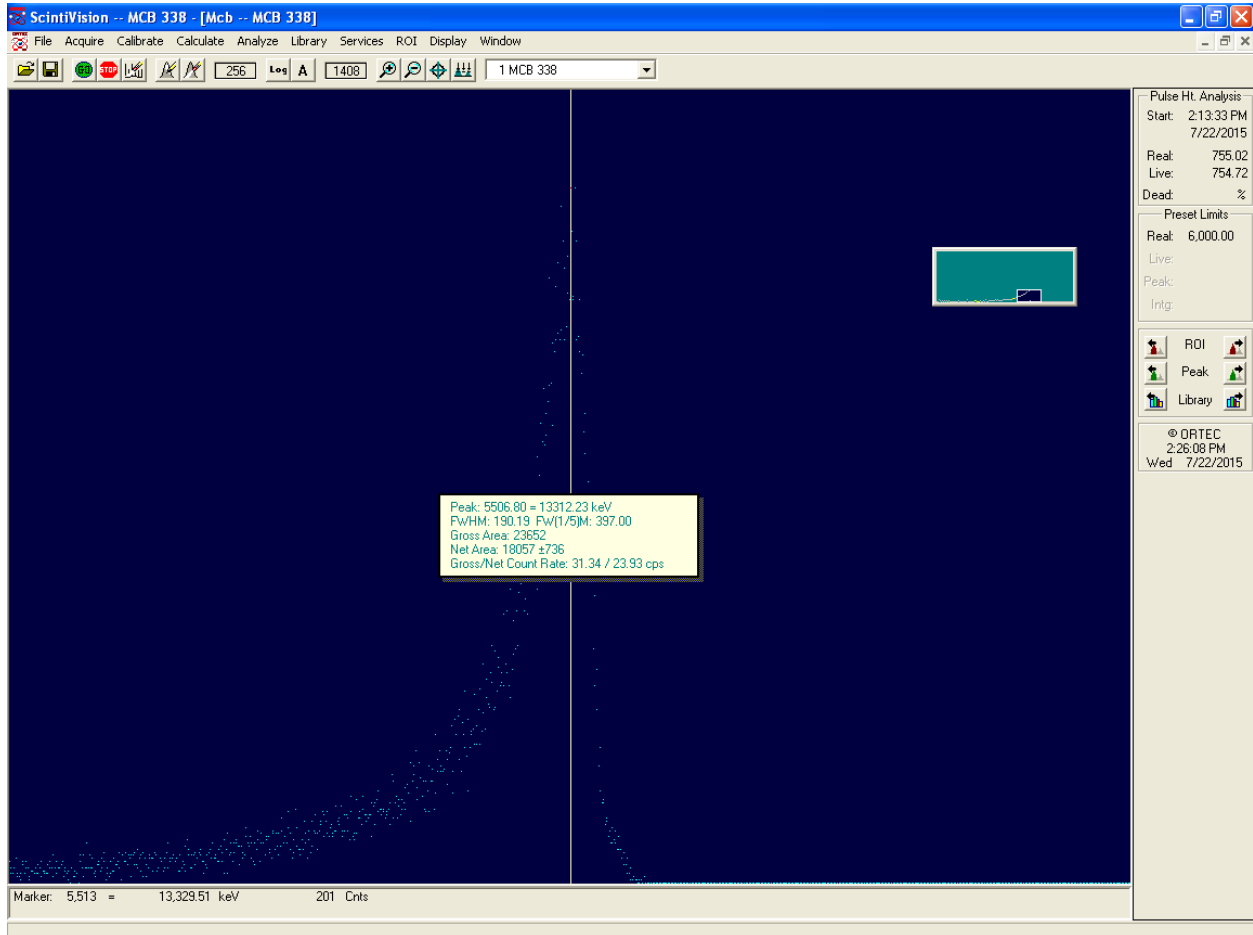 ScintiVision -- MCB 338 - [Mcb -- MCB 338]
File Acquire Calibrate Calculate Analyze Library Services ROI Display Window
GO STOP 256 Log A 1408 1 MCB 338
Pulse Ht. Analysis
Start: 2:13:33 PM
7/22/2015
Real: 755.02
Live: 754.72
Dead: %
Preset Limits
Real: 6,000.00
Live:
Peak:
Intg:
ROI
Peak
Library
© ORTEC
2:26:08 PM
Wed 7/22/2015
Peak: 5506.80 = 13312.23 keV
FWHM: 190.19 FW(1/5)M: 397.00
Gross Area: 23652
Net Area: 18057 ±736
Gross/Net Count Rate: 31.34 / 23.93 cps
Marker: 5,513 = 13,329.51 keV 201 Cnts